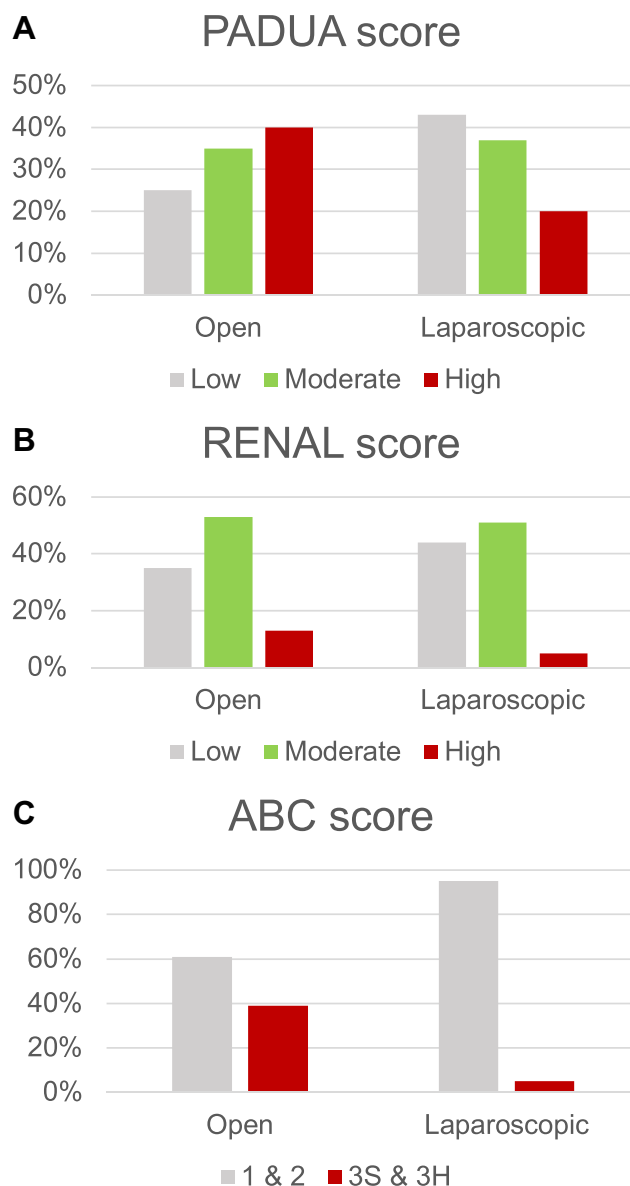 A
PADUA score
50%
40%
30%
20%
10%
0%
Open Laparoscopic
Low Moderate High
B
RENAL score
60%
40%
20%
0%
Open Laparoscopic
Low Moderate High
C
ABC score
100%
80%
60%
40%
20%
0%
Open Laparoscopic
1 & 2 3S & 3H